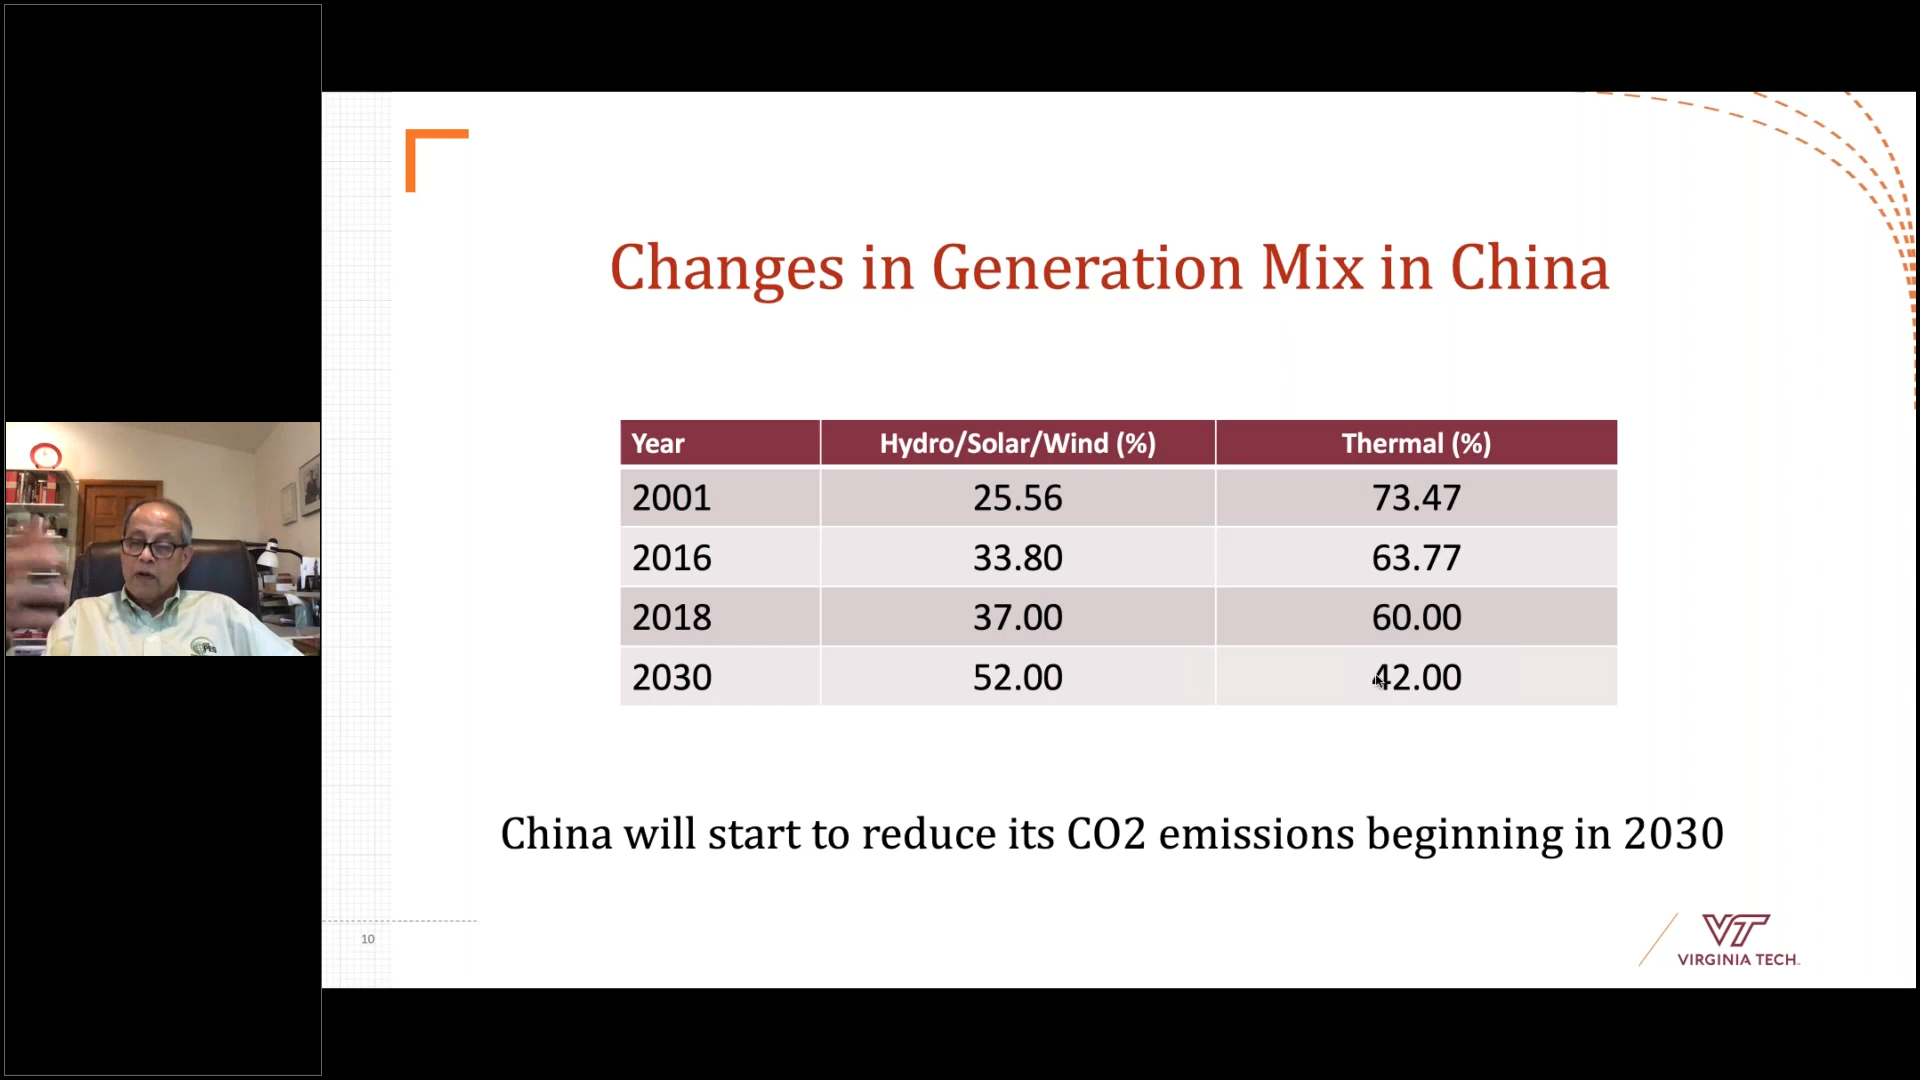 Changes in Generation Mix in China
Year Hydro/Solar/Wind (%) Thermal (%)
2001 25.56 73.47
2016 33.80 63.77
2018 37.00 60.00
2030 52.00 42.00
China will start to reduce its CO2 emissions beginning in 2030
10
VT
VIRGINIA TECH
PES